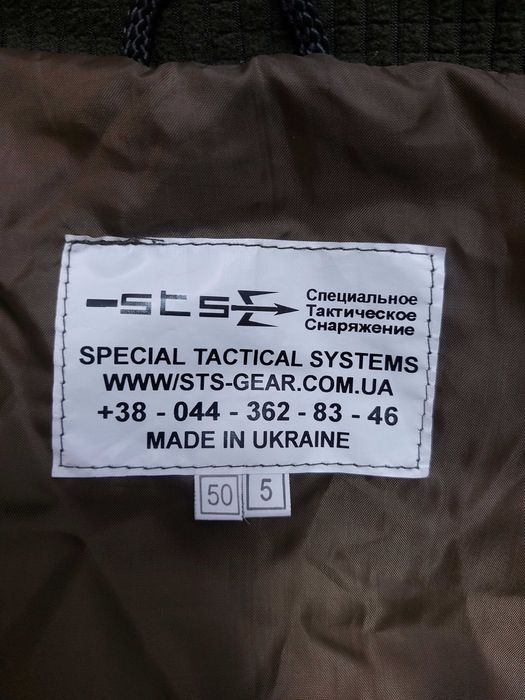 sts
Специальное
Тактическое
Снаряжение
SPECIAL TACTICAL SYSTEMS
WWW/STS-GEAR.COM.UA
+38 - 044 - 362 - 83 - 46
MADE IN UKRAINE
50 5